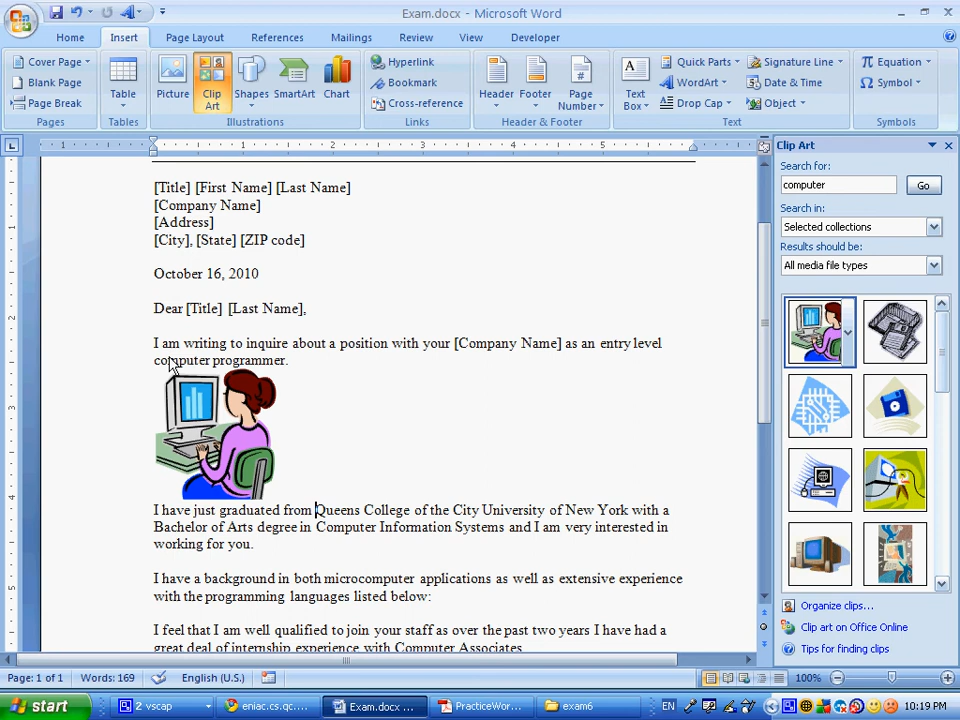 Exam.docx - Microsoft Word
Home Insert Page Layout References Mailings Review View Developer
Cover Page
Blank Page
Page Break
Pages
Table
Tables
Picture
Clip Art
Shapes
SmartArt
Chart
Illustrations
Hyperlink
Bookmark
Cross-reference
Links
Header
Footer
Page Number
Header & Footer
Text Box
Quick Parts
WordArt
Drop Cap
Signature Line
Date & Time
Object
Text
Equation
Symbol
Symbols
1 1 2 3 4 5
1
2
3
4
5
[Title] [First Name] [Last Name]
[Company Name]
[Address]
[City], [State] [ZIP code]
October 16, 2010
Dear [Title] [Last Name],
I am writing to inquire about a position with your [Company Name] as an entry level
computer programmer.
I have just graduated from Queens College of the City University of New York with a
Bachelor of Arts degree in Computer Information Systems and I am very interested in
working for you.
I have a background in both microcomputer applications as well as extensive experience
with the programming languages listed below:
I feel that I am well qualified to join your staff as over the past two years I have had a
great deal of internship experience with Computer Associates
Clip Art
Search for:
computer
Go
Search in:
Selected collections
Results should be:
All media file types
Organize clips...
Clip art on Office Online
Tips for finding clips
Page: 1 of 1 Words: 169 English (U.S.) 100%
start 2 vscap eniac.cs.qc.... Exam.docx ... PracticeWor... exam6 EN 10:19 PM